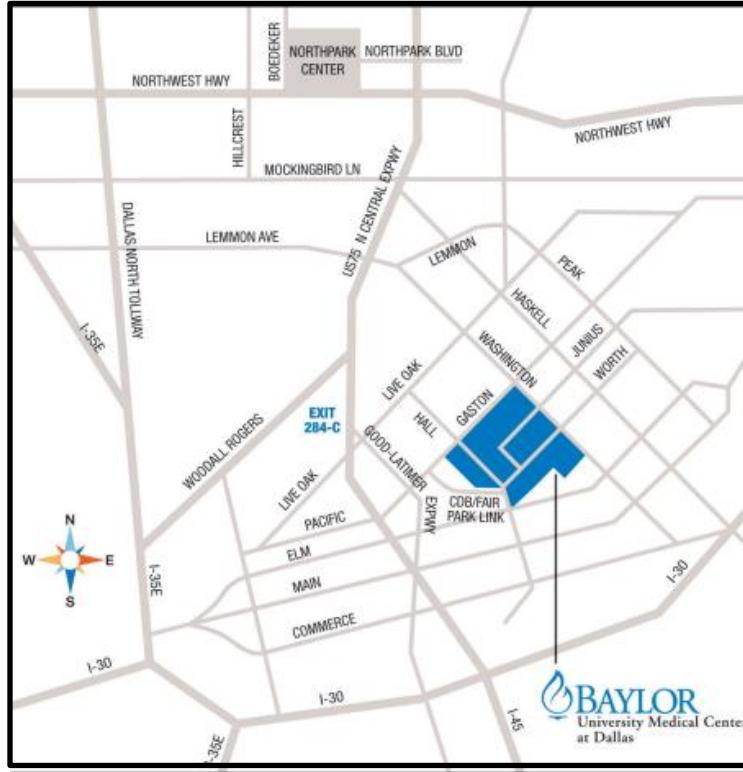 BOEDEKER
NORTHPARK
CENTER
NORTHPARK BLVD
NORTHWEST HWY
HILLCREST
NORTHWEST HWY
MOCKINGBIRD LN
DALLAS NORTH TOLLWAY
LEMMON AVE
US75 N CENTRAL EXPWY
LEMMON
PEAK
HASKELL
I-35E
WASHINGTON
JUNIUS
WORTH
LIVE OAK
GASTON
HALL
EXIT
284-C
GOOD-LATIMER
EXPWY
WOODALL ROGERS
LIVE OAK
CDB/FAIR
PARK LINK
PACIFIC
N
W
E
S
ELM
I-35E
MAIN
I-30
COMMERCE
I-30
I-30
I-45
I-35E
BAYLOR
University Medical Center
at Dallas